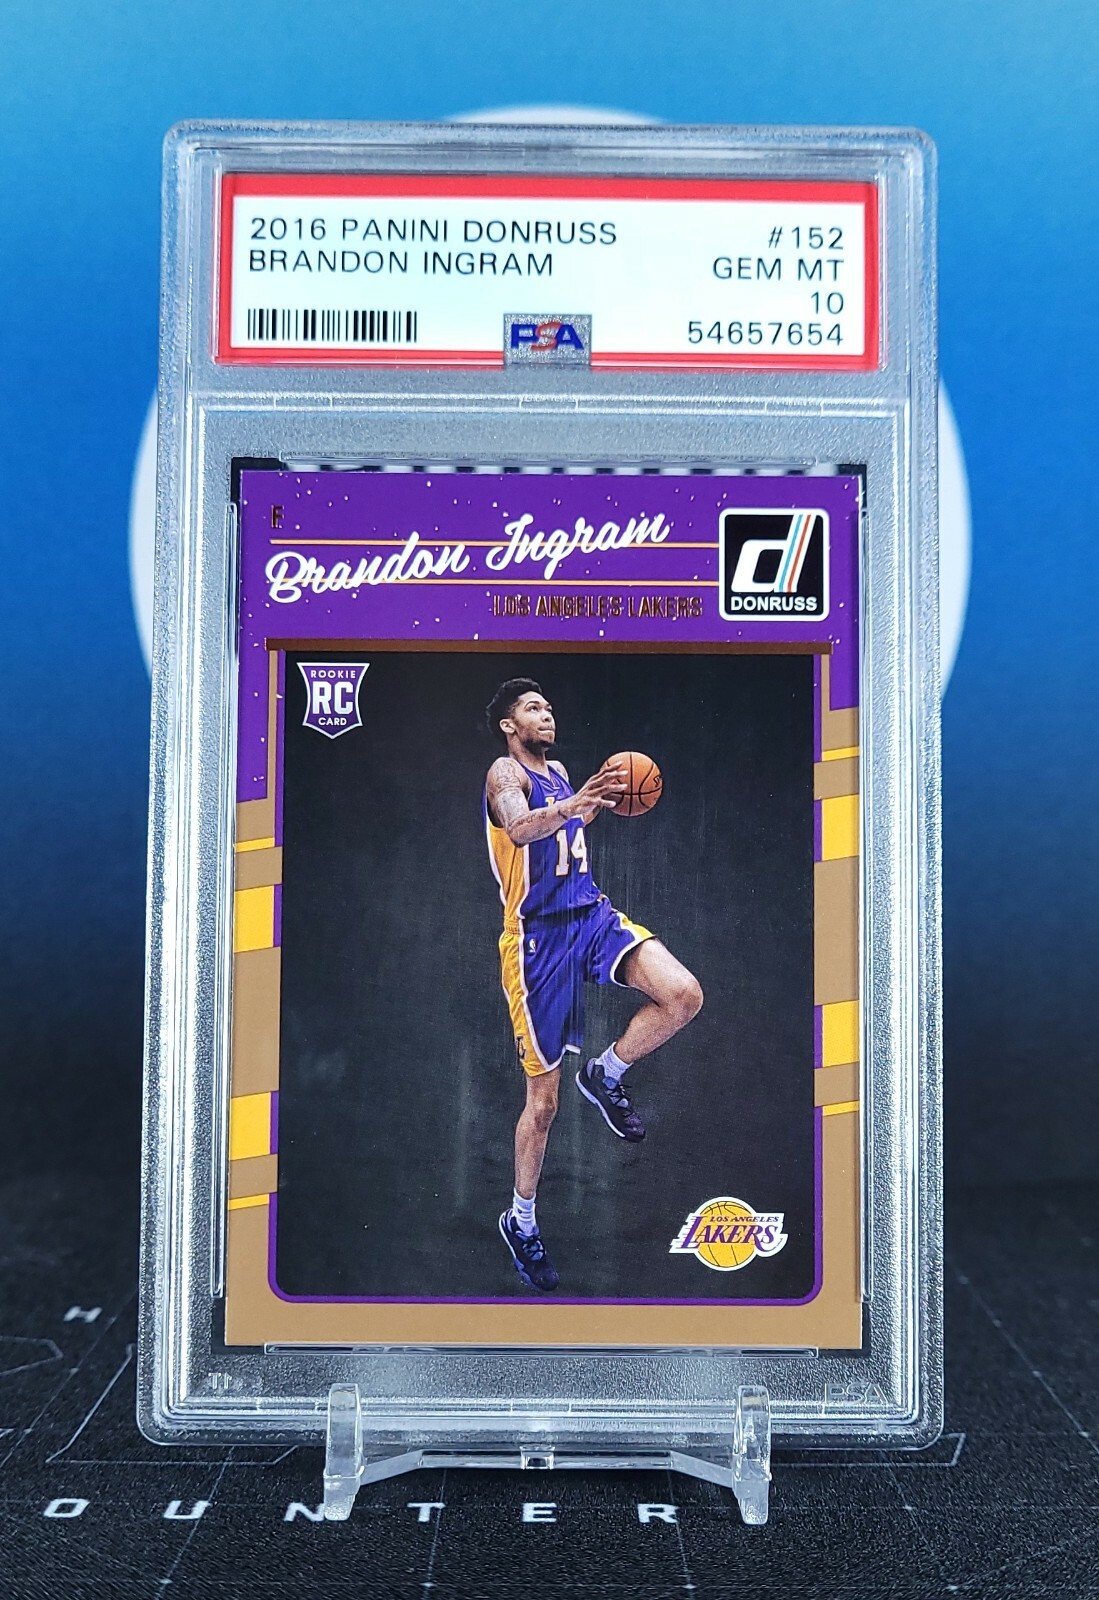 2016 PANINI DONRUSS #152
BRANDON INGRAM GEM MT
10
54657654
PSA
F
Brandon Ingram
LOS ANGELES LAKERS
d
DONRUSS
ROOKIE
RC
CARD
14
LOS ANGELES
LAKERS
PSA
H
OUNTER